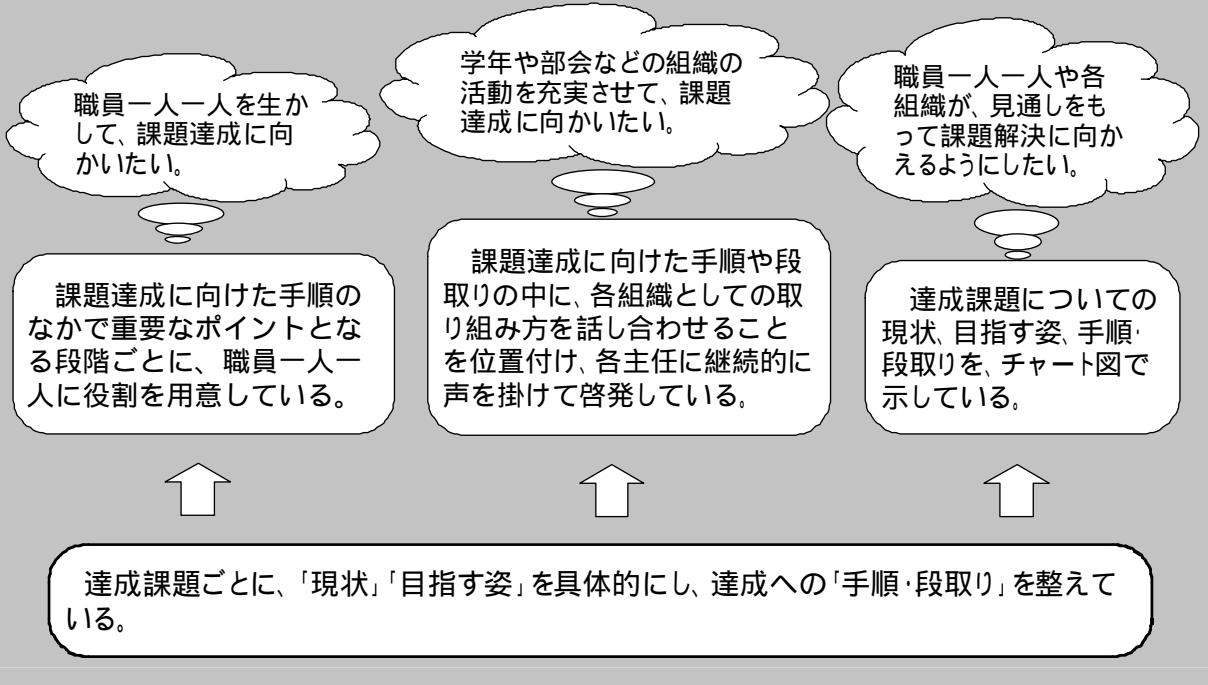 職員一人一人を生か
して、課題達成に向
かいたい。
学年や部会などの組織の
活動を充実させて、課題
達成に向かいたい。
職員一人一人や各
組織が、見通しをも
って課題解決に向か
えるようにしたい。
課題達成に向けた手順の
なかで重要なポイントとな
る段階ごとに、職員一人一
人に役割を用意している。
課題達成に向けた手順や段
取りの中に、各組織としての取
り組み方を話し合わせること
を位置付け、各主任に継続的に
声を掛けて啓発している。
達成課題についての
現状、目指す姿、手順・
段取りを、チャート図で
示している。
達成課題ごとに、「現状」「目指す姿」を具体的にし、達成への「手順・段取り」を整えて
いる。